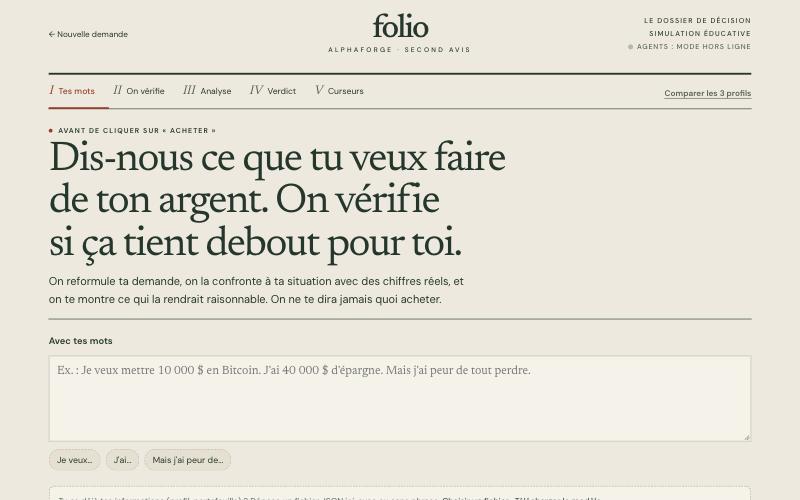 ← Nouvelle demande
folio
ALPHAFORGE · SECOND AVIS
LE DOSSIER DE DÉCISION
SIMULATION ÉDUCATIVE
AGENTS : MODE HORS LIGNE
I Tes mots
II On vérifie
III Analyse
IV Verdict
V Curseurs
Comparer les 3 profils
AVANT DE CLIQUER SUR « ACHETER »
Dis-nous ce que tu veux faire
de ton argent. On vérifie
si ça tient debout pour toi.
On reformule ta demande, on la confronte à ta situation avec des chiffres réels, et
on te montre ce qui la rendrait raisonnable. On ne te dira jamais quoi acheter.
Avec tes mots
Ex. : Je veux mettre 10 000 $ en Bitcoin. J'ai 40 000 $ d'épargne. Mais j'ai peur de tout perdre.
Je veux…
J'ai…
Mais j'ai peur de…